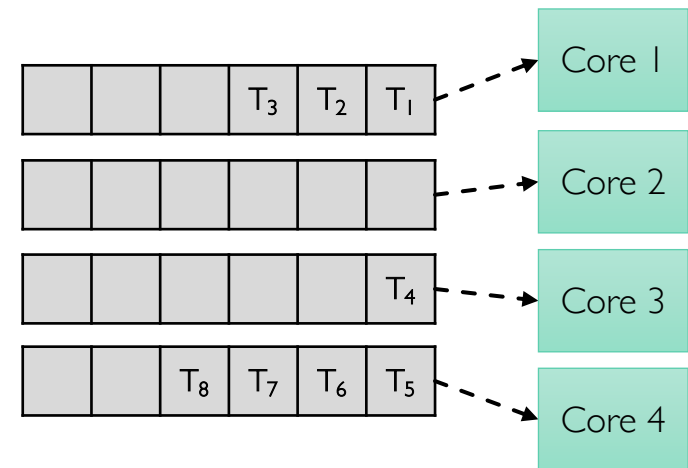 T₃ T₂ T₁
Core 1
Core 2
T₄
Core 3
T₈ T₇ T₆ T₅
Core 4